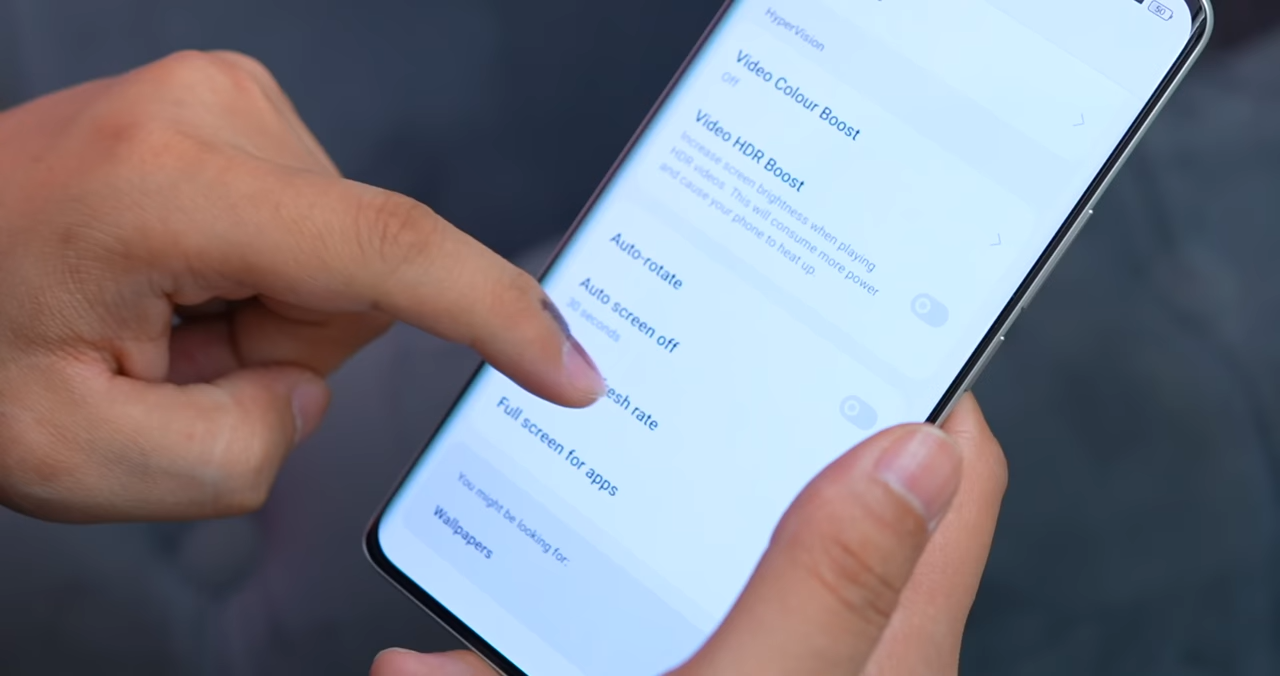 50
HyperVision
Video Colour Boost
Off
Video HDR Boost
Increase screen brightness when playing
HDR videos. This will consume more power
and cause your phone to heat up.
Auto-rotate
Auto screen off
30 seconds
esh rate
Full screen for apps
You might be looking for:
Wallpapers